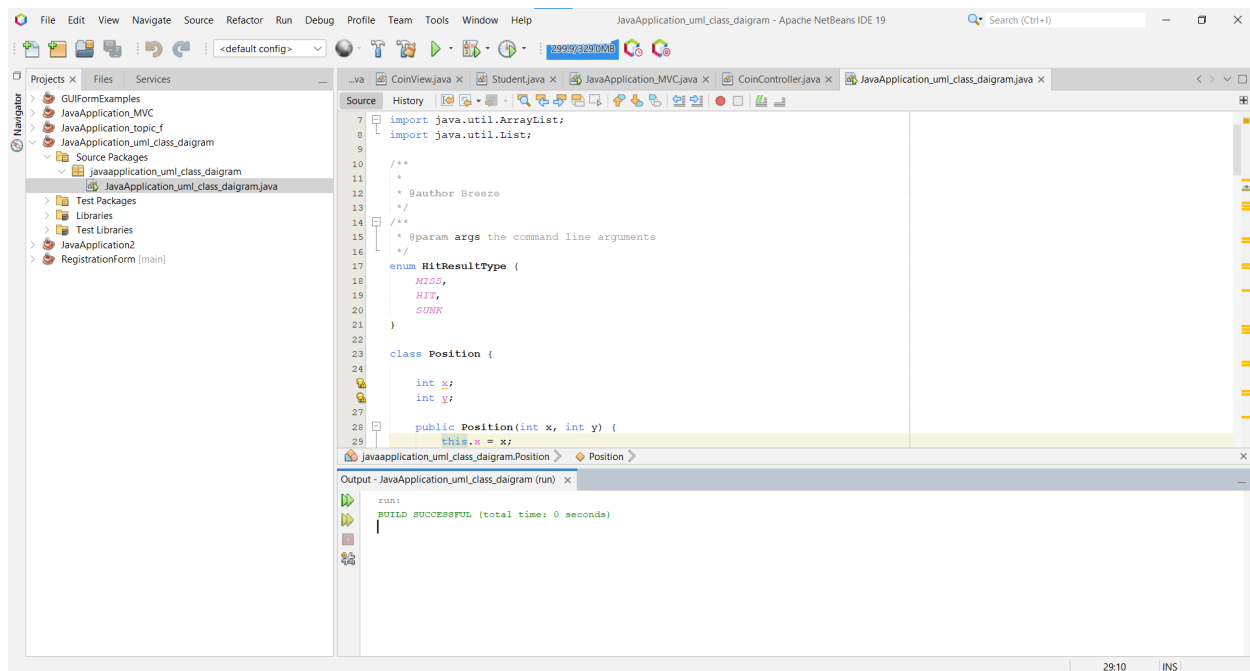 File Edit View Navigate Source Refactor Run Debug Profile Team Tools Window Help JavaApplication_uml_class_daigram - Apache NetBeans IDE 19 Search (Ctrl+I)
<default config> 299.9/329.0MB
Projects Files Services
...va CoinView.java Student.java JavaApplication_MVC.java CoinController.java JavaApplication_uml_class_daigram.java
Navigator
GUIFormExamples
JavaApplication_MVC
JavaApplication_topic_f
JavaApplication_uml_class_daigram
Source Packages
javaapplication_uml_class_daigram
JavaApplication_uml_class_daigram.java
Test Packages
Libraries
Test Libraries
JavaApplication2
RegistrationForm [main]
Source History
7 import java.util.ArrayList;
8 import java.util.List;
9
10 /**
11 *
12 * @author Breeze
13 */
14 /**
15 * @param args the command line arguments
16 */
17 enum HitResultType {
18 MISS,
19 HIT,
20 SUNK
21 }
22
23 class Position {
24
int x;
int y;
27
28 public Position(int x, int y) {
29 this.x = x;
javaapplication_uml_class_daigram.Position Position
Output - JavaApplication_uml_class_daigram (run)
run:
BUILD SUCCESSFUL (total time: 0 seconds)
29:10 INS